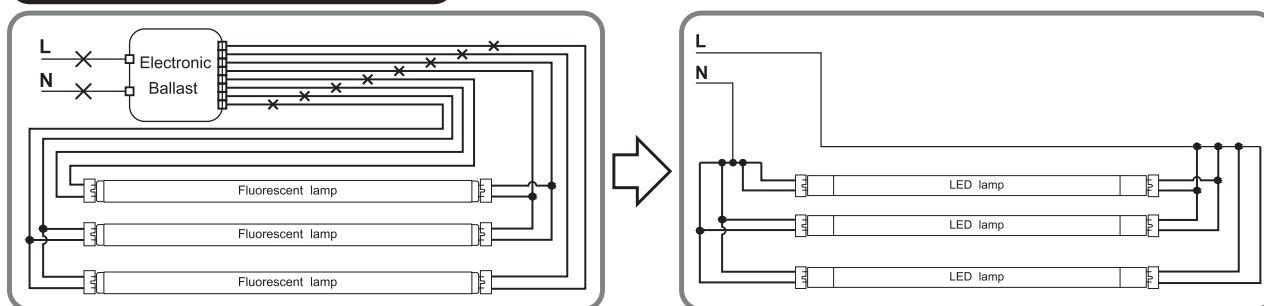 L
N
Electronic
Ballast
Fluorescent lamp
Fluorescent lamp
Fluorescent lamp
L
N
LED lamp
LED lamp
LED lamp